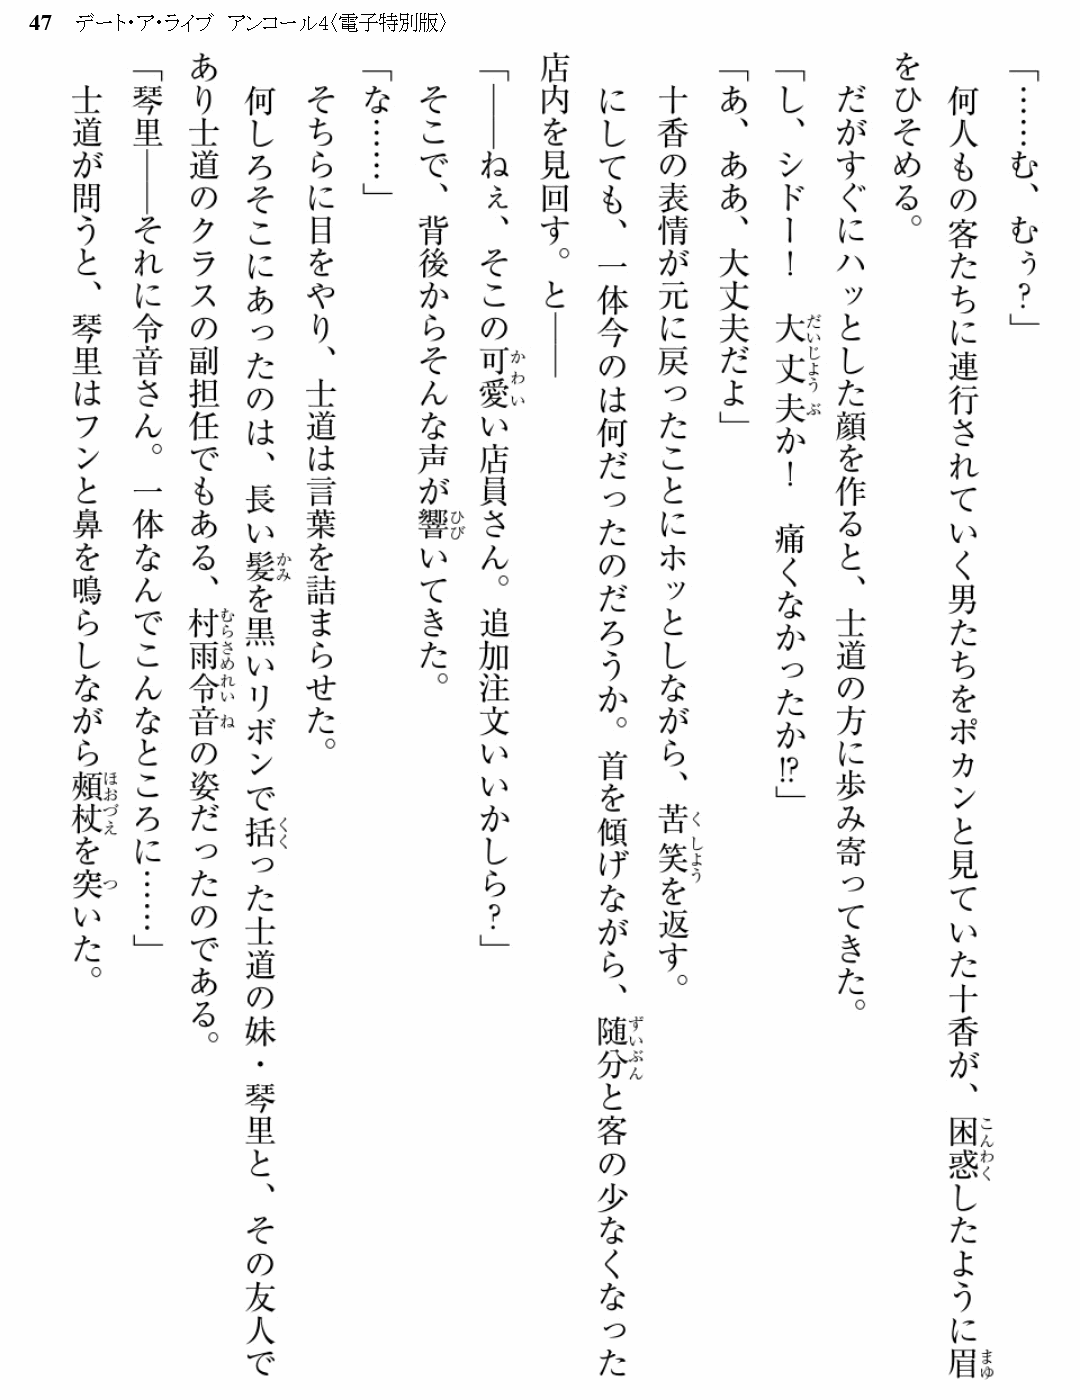 47 デート・ア・ライブ アンコール4〈電子特別版〉
「……む、むぅ?」
何人もの客たちに連行されていく男たちをポカンと見ていた十香が、困惑したように眉
をひそめる。
だがすぐにハッとした顔を作ると、士道の方に歩み寄ってきた。
「し、シドー! 大丈夫か! 痛くなかったか!?」
「あ、ああ、大丈夫だよ」
十香の表情が元に戻ったことにホッとしながら、苦笑を返す。
にしても、一体今のは何だったのだろうか。首を傾げながら、随分と客の少なくなった
店内を見回す。と――
「――ねぇ、そこの可愛い店員さん。追加注文いいかしら?」
そこで、背後からそんな声が響いてきた。
「な……」
そちらに目をやり、士道は言葉を詰まらせた。
何しろそこにあったのは、長い髪を黒いリボンで括った士道の妹・琴里と、その友人で
あり士道のクラスの副担任でもある、村雨令音の姿だったのである。
「琴里――それに令音さん。一体なんでこんなところに……」
士道が問うと、琴里はフンと鼻を鳴らしながら頰杖を突いた。